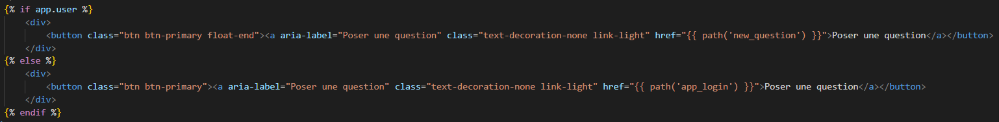 {% if app.user %}
    <div>
        <button class="btn btn-primary float-end"><a aria-label="Poser une question" class="text-decoration-none link-light" href="{{ path('new_question') }}">Poser une question</a></button>
    </div>
{% else %}
    <div>
        <button class="btn btn-primary"><a aria-label="Poser une question" class="text-decoration-none link-light" href="{{ path('app_login') }}">Poser une question</a></button>
    </div>
{% endif %}